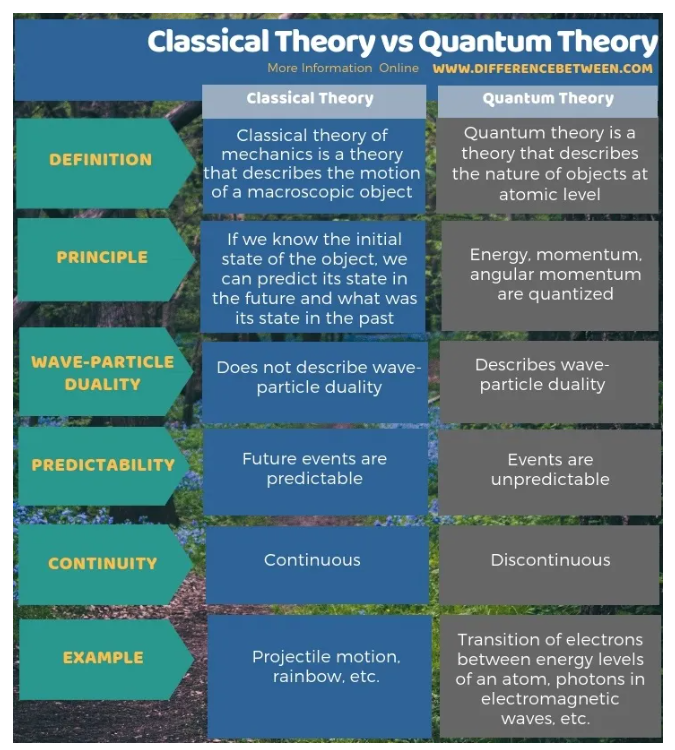 Classical Theory vs Quantum Theory
More Information Online WWW.DIFFERENCEBETWEEN.COM
Classical Theory
Quantum Theory
DEFINITION
Classical theory of
mechanics is a theory
that describes the motion
of a macroscopic object
Quantum theory is a
theory that describes
the nature of objects at
atomic level
PRINCIPLE
If we know the initial
state of the object, we
can predict its state in
the future and what was
its state in the past
Energy, momentum,
angular momentum
are quantized
WAVE-PARTICLE
DUALITY
Does not describe wave-
particle duality
Describes wave-
particle duality
PREDICTABILITY
Future events are
predictable
Events are
unpredictable
CONTINUITY
Continuous
Discontinuous
EXAMPLE
Projectile motion,
rainbow, etc.
Transition of electrons
between energy levels
of an atom, photons in
electromagnetic
waves, etc.